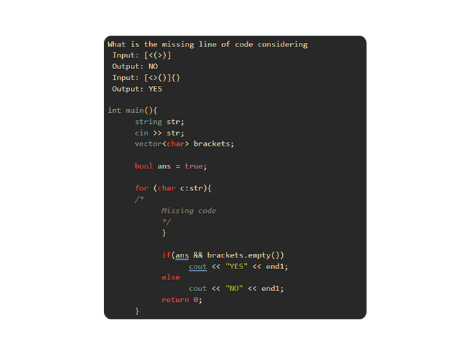 What is the missing line of code considering
Input: [<(>)]
Output: NO
Input: [<>()]{}
Output: YES
int main(){
string str;
cin >> str;
vector<char> brackets;
bool ans = true;
for (char c:str){
/*
Missing code
*/
}
if(ans && brackets.empty())
cout << "YES" << end1;
else
cout << "NO" << end1;
return 0;
}